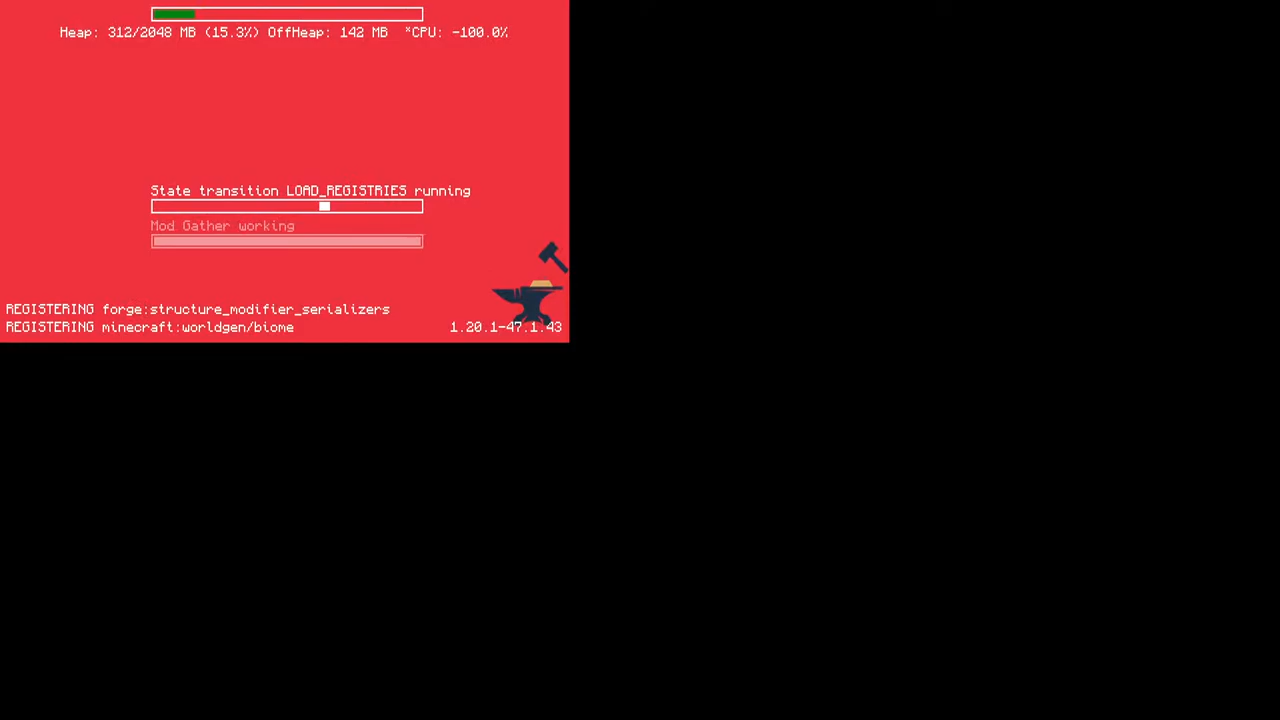 Heap: 312/2048 MB (15.3%) OffHeap: 142 MB *CPU: -100.0%
State transition LOAD_REGISTRIES running
Mod Gather working
REGISTERING forge:structure_modifier_serializers
REGISTERING minecraft:worldgen/biome
1.20.1-47.1.43